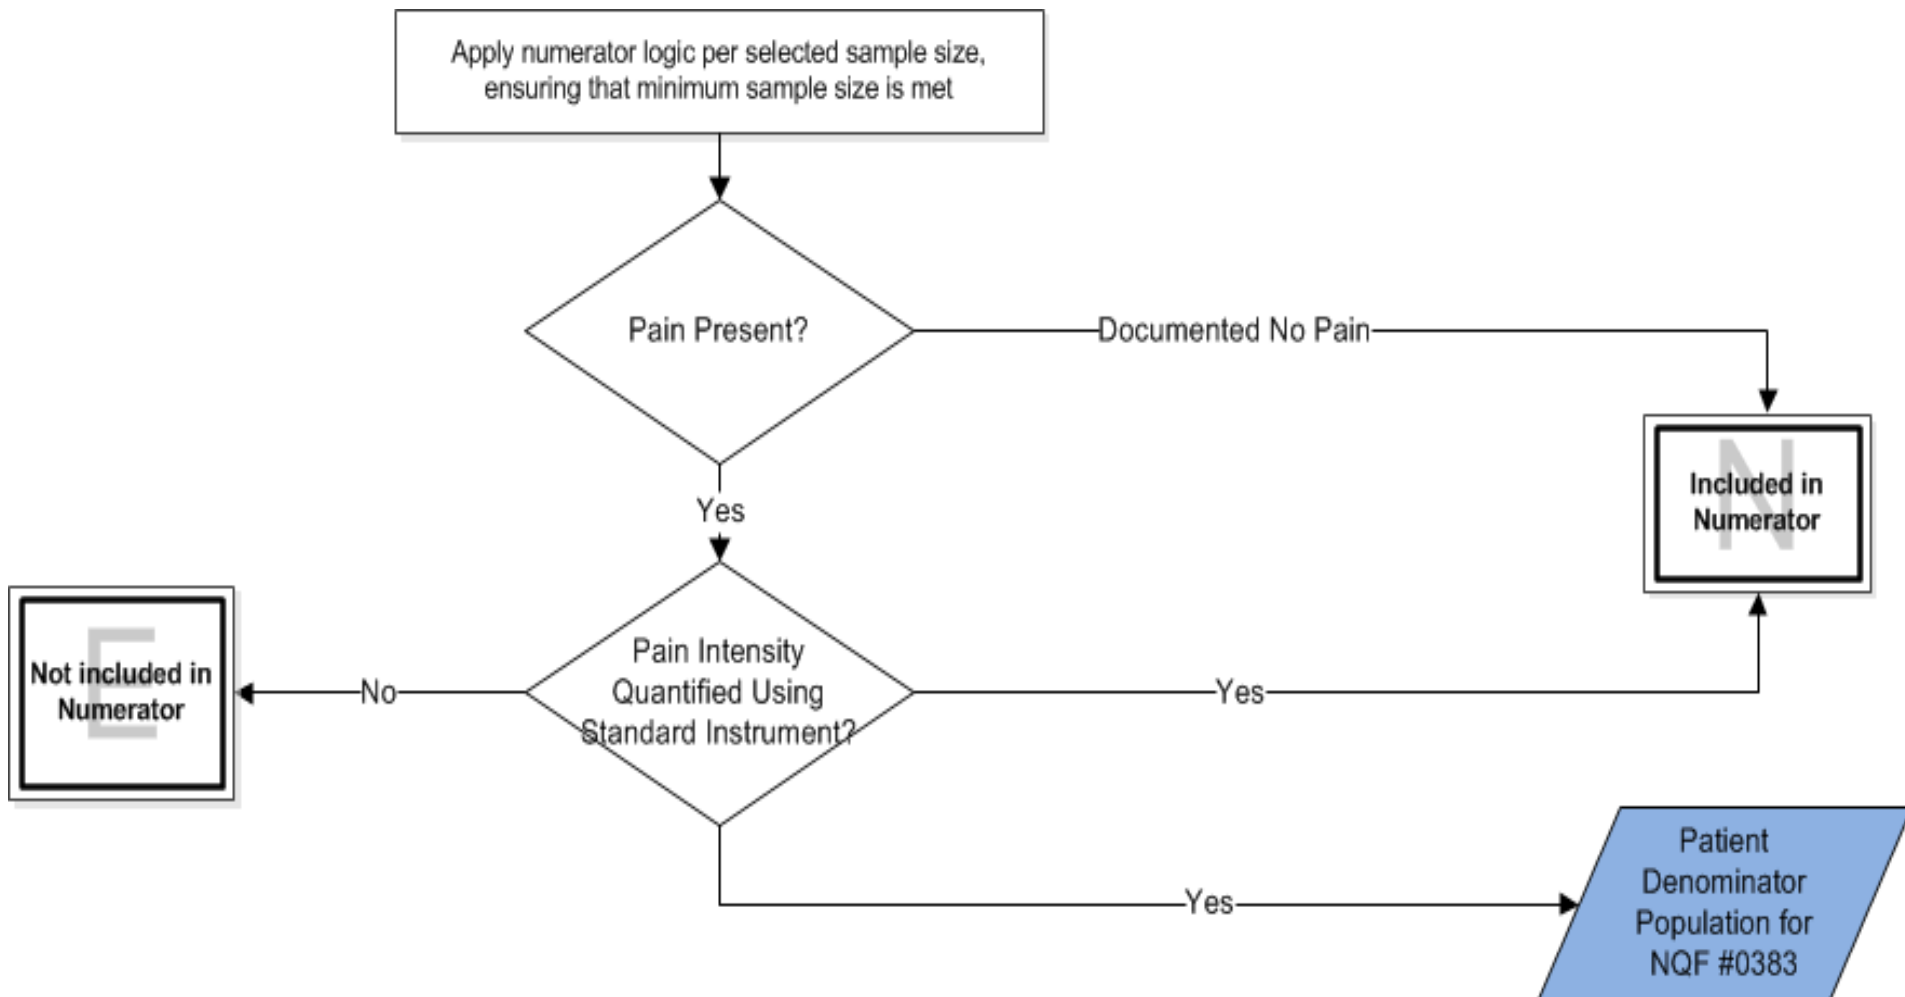 Apply numerator logic per selected sample size,
ensuring that minimum sample size is met
Pain Present?
Documented No Pain
N
Included in
Numerator
Yes
E
Not included in
Numerator
No
Pain Intensity
Quantified Using
Standard Instrument?
Yes
Yes
Patient
Denominator
Population for
NQF #0383